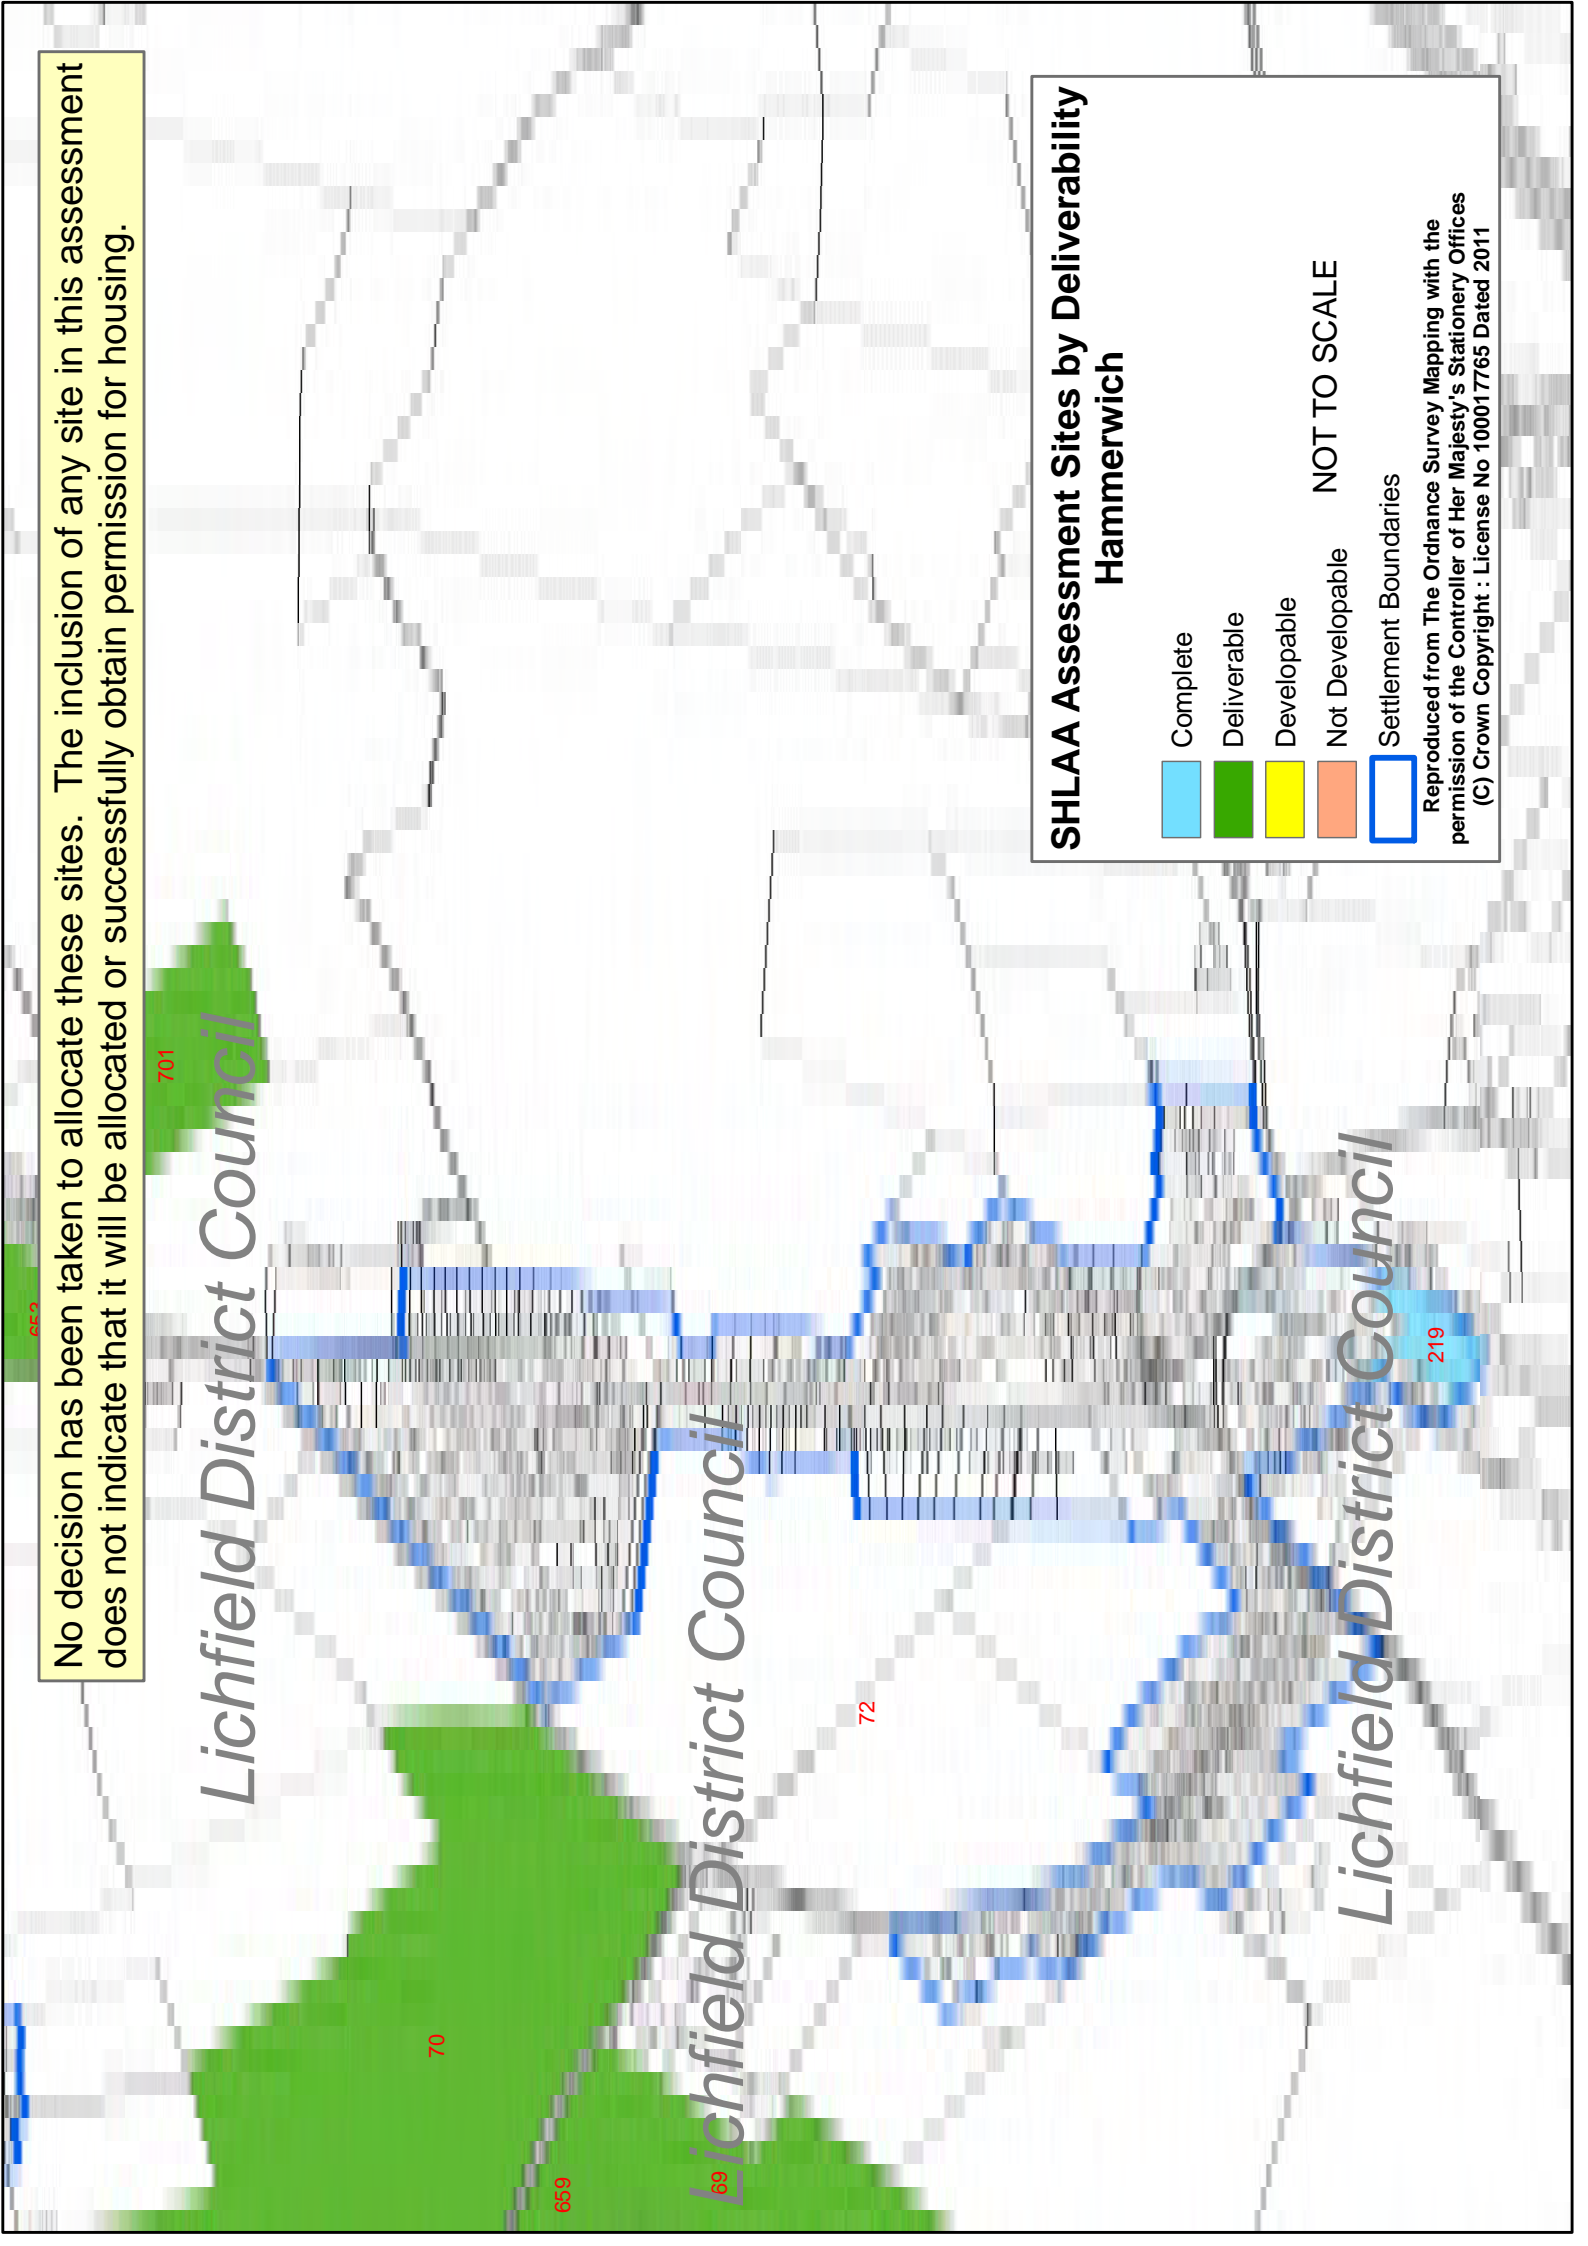 No decision has been taken to allocate these sites.  The inclusion of any site in this assessment
does not indicate that it will be allocated or successfully obtain permission for housing.
653
701
Lichfield District Council
70
659
69
Lichfield District Council
72
Lichfield District Council
219
SHLAA Assessment Sites by Deliverability
Hammerwich
Complete
Deliverable
Developable
Not Developable
NOT TO SCALE
Settlement Boundaries
Reproduced from The Ordnance Survey Mapping with the
permission of the Controller of Her Majesty's Stationery Offices
(C) Crown Copyright : License No 100017765 Dated 2011